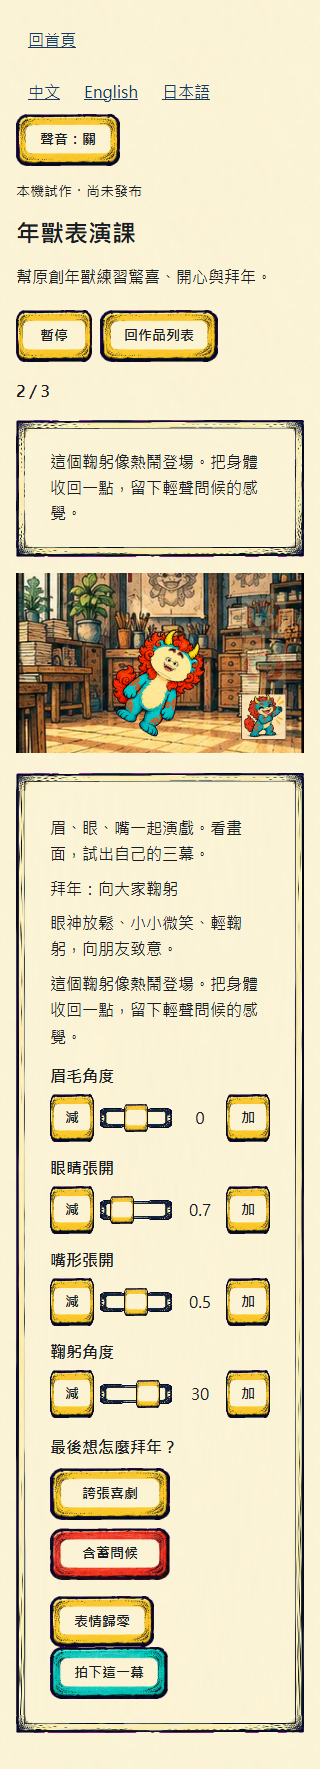 回首頁
中文 English 日本語
聲音：關
本機試作・尚未發布
年獸表演課
幫原創年獸練習驚喜、開心與拜年。
暫停 回作品列表
2 / 3
這個鞠躬像熱鬧登場。把身體
收回一點，留下輕聲問候的感
覺。
眉、眼、嘴一起演戲。看畫
面，試出自己的三幕。
拜年：向大家鞠躬
眼神放鬆、小小微笑、輕鞠
躬，向朋友致意。
這個鞠躬像熱鬧登場。把身體
收回一點，留下輕聲問候的感
覺。
眉毛角度
減 0 加
眼睛張開
減 0.7 加
嘴形張開
減 0.5 加
鞠躬角度
減 30 加
最後想怎麼拜年？
誇張喜劇
含蓄問候
表情歸零
拍下這一幕